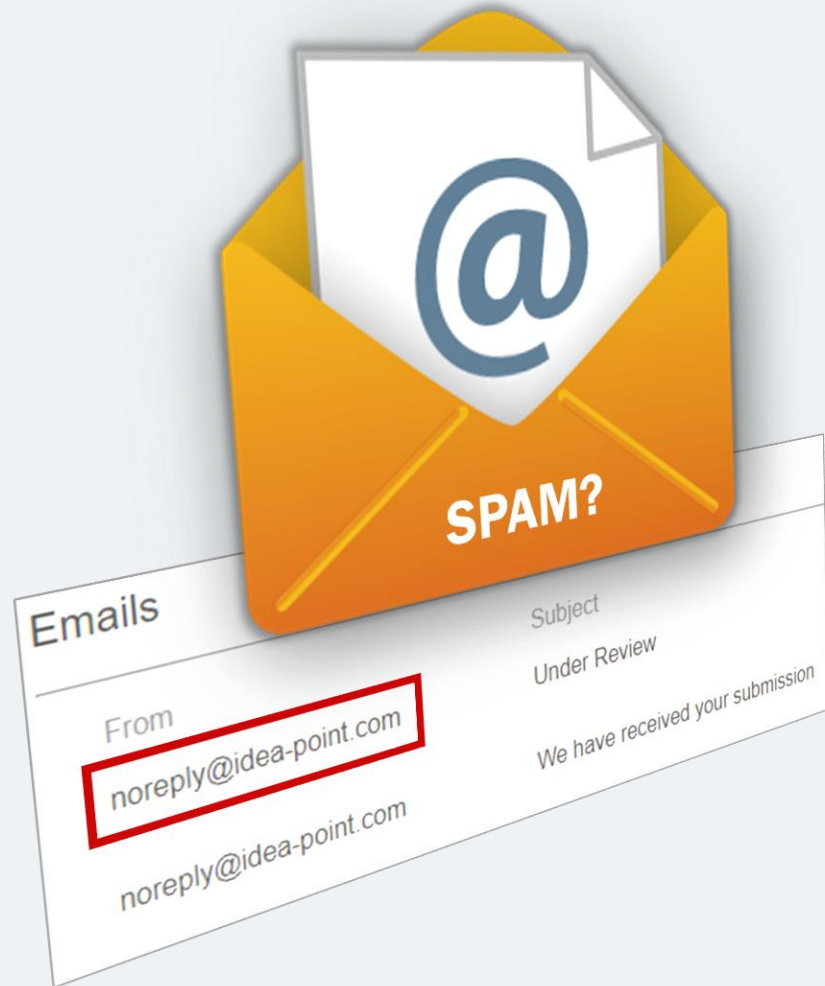 @
SPAM?
Emails
From
Subject
noreply@idea-point.com
Under Review
noreply@idea-point.com
We have received your submission